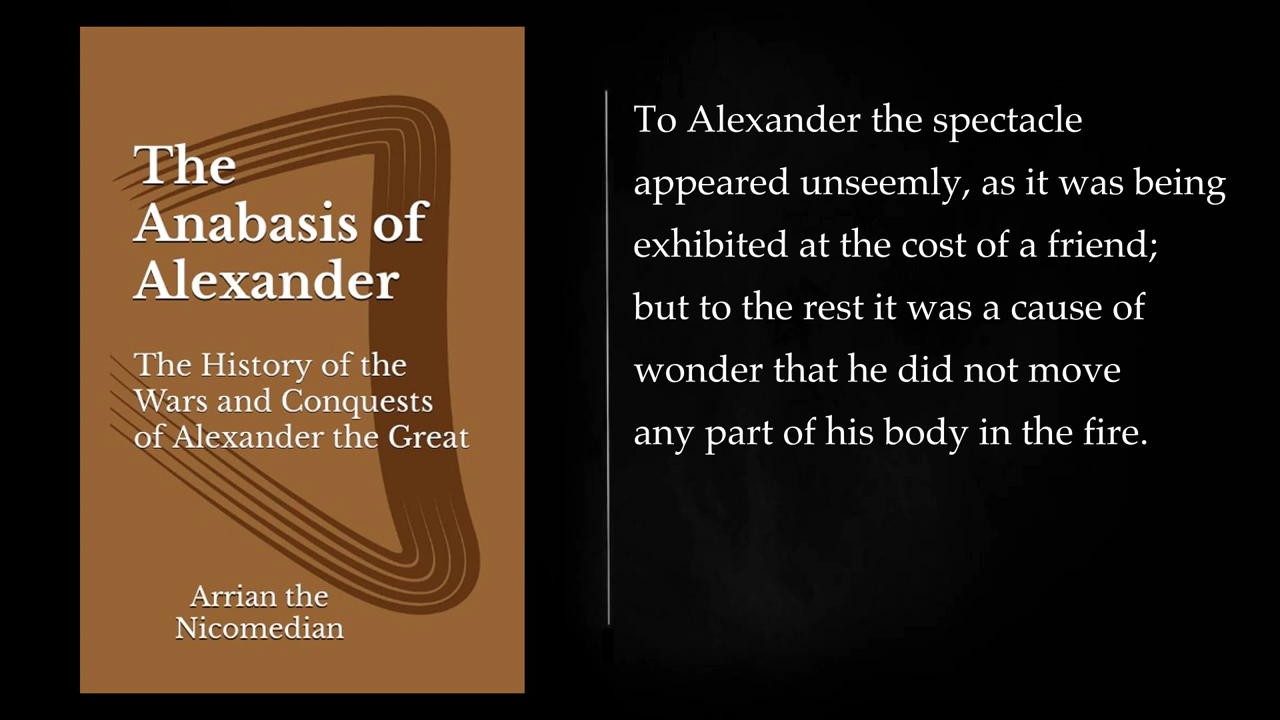 The
Anabasis of
Alexander
The History of the
Wars and Conquests
of Alexander the Great
Arrian the
Nicomedian
To Alexander the spectacle
appeared unseemly, as it was being
exhibited at the cost of a friend;
but to the rest it was a cause of
wonder that he did not move
any part of his body in the fire.